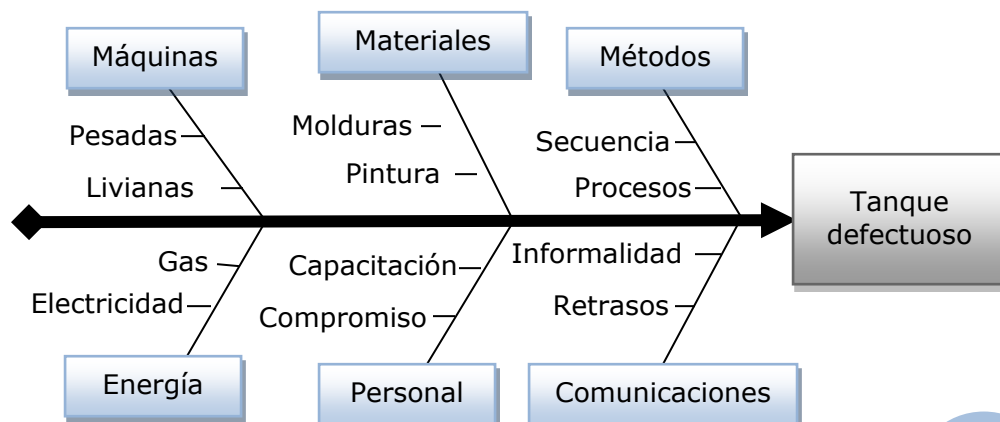 Máquinas
Materiales
Métodos
Pesadas
Molduras
Secuencia
Livianas
Pintura
Procesos
Tanque
defectuoso
Gas
Capacitación
Informalidad
Electricidad
Compromiso
Retrasos
Energía
Personal
Comunicaciones